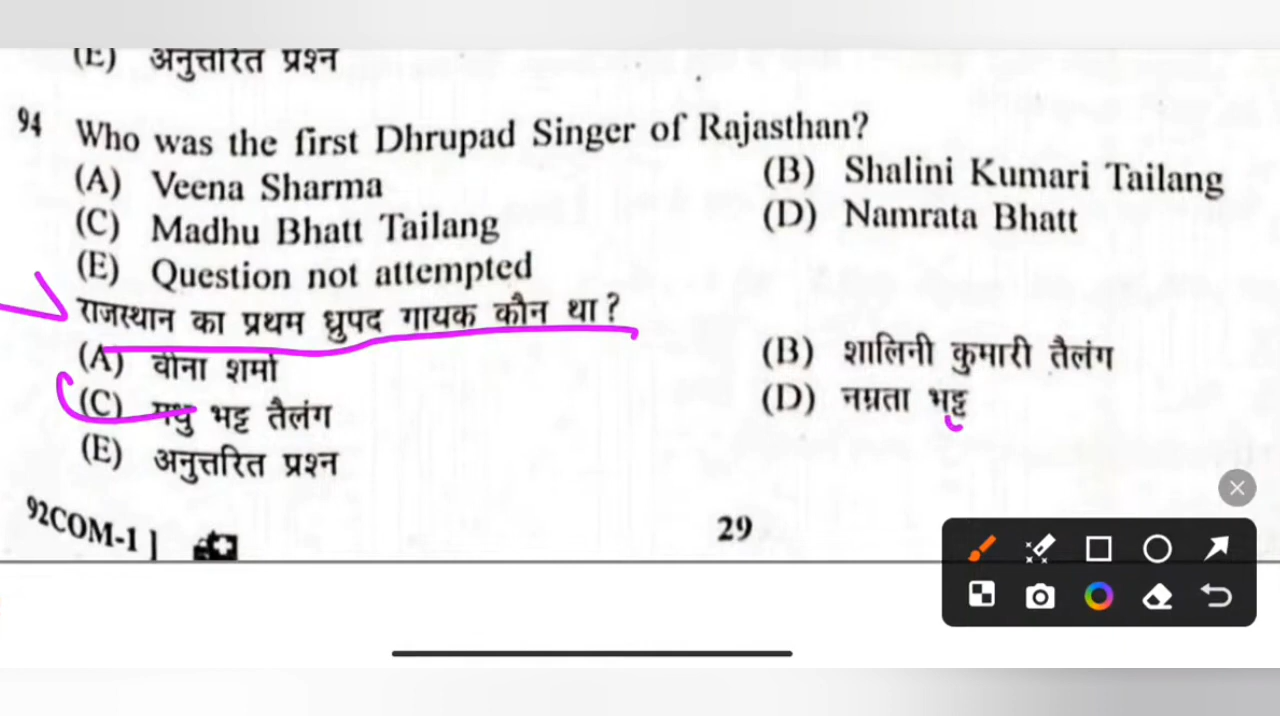 (E) अनुत्तरित प्रश्न
94 Who was the first Dhrupad Singer of Rajasthan?
(A) Veena Sharma (B) Shalini Kumari Tailang
(C) Madhu Bhatt Tailang (D) Namrata Bhatt
(E) Question not attempted
राजस्थान का प्रथम ध्रुपद गायक कौन था ?
(A) वीना शर्मा (B) शालिनी कुमारी तैलंग
(C) मधु भट्ट तैलंग (D) नम्रता भट्ट
(E) अनुत्तरित प्रश्न
92COM-1 ] 29